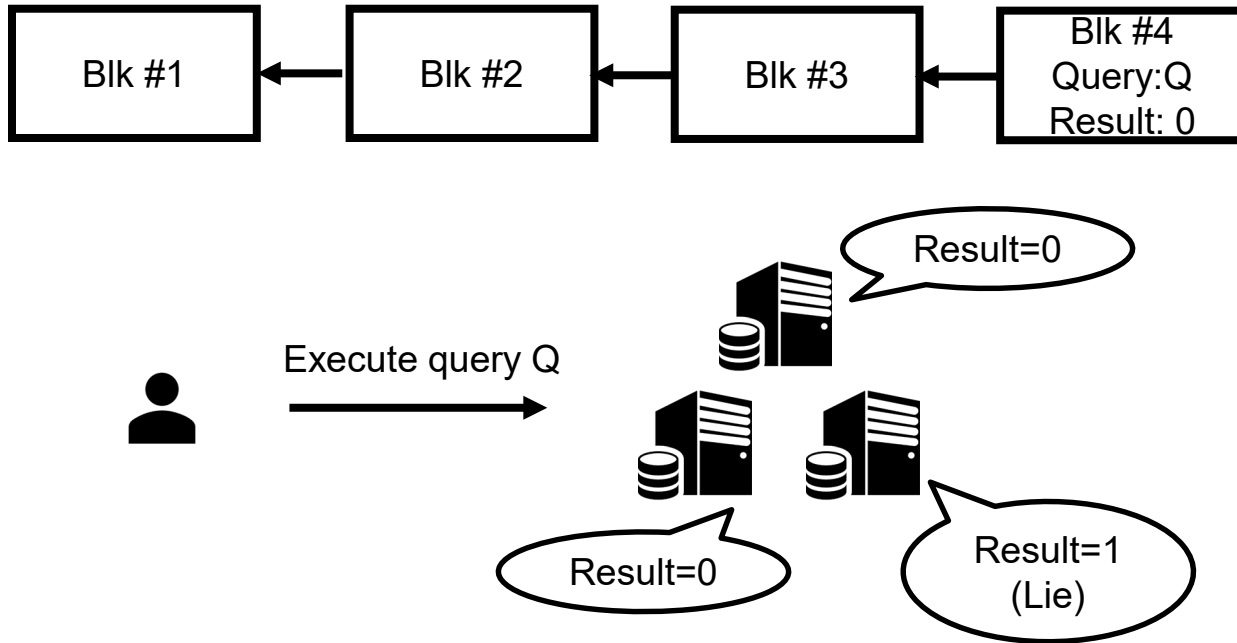 Blk #1
Blk #2
Blk #3
Blk #4
Query:Q
Result: 0
Result=0
Execute query Q
Result=0
Result=1
(Lie)